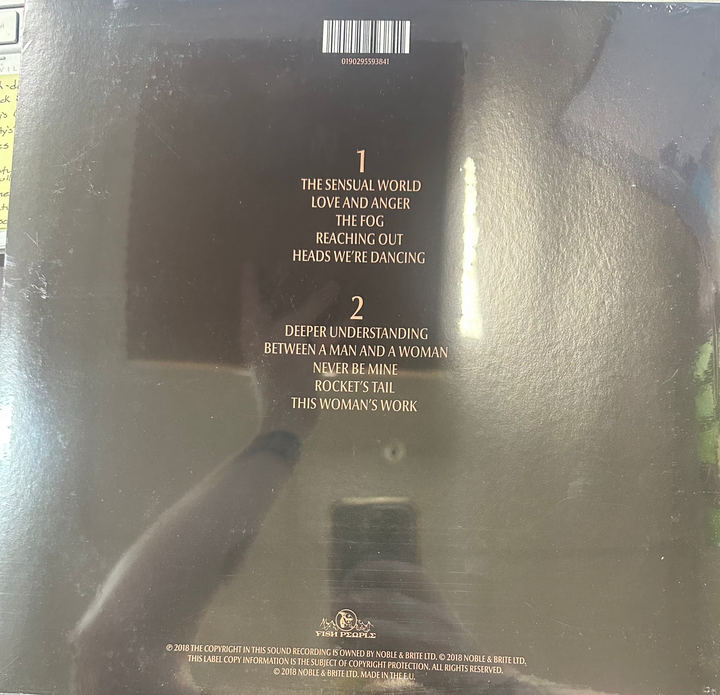 0190295593841
1
THE SENSUAL WORLD
LOVE AND ANGER
THE FOG
REACHING OUT
HEADS WE'RE DANCING
2
DEEPER UNDERSTANDING
BETWEEN A MAN AND A WOMAN
NEVER BE MINE
ROCKET'S TAIL
THIS WOMAN'S WORK
FISH PEOPLE
℗ 2018 THE COPYRIGHT IN THIS SOUND RECORDING IS OWNED BY NOBLE & BRITE LTD. © 2018 NOBLE & BRITE LTD.
THIS LABEL COPY INFORMATION IS THE SUBJECT OF COPYRIGHT PROTECTION. ALL RIGHTS RESERVED.
© 2018 NOBLE & BRITE LTD. MADE IN THE E.U.